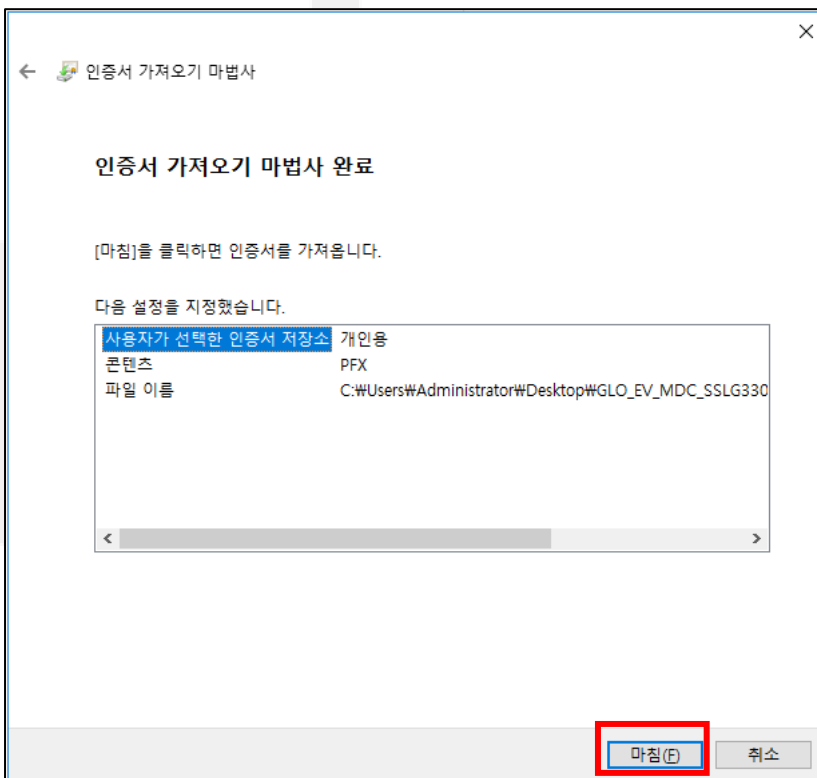 인증서 가져오기 마법사
인증서 가져오기 마법사 완료
[마침]을 클릭하면 인증서를 가져옵니다.
다음 설정을 지정했습니다.
사용자가 선택한 인증서 저장소 개인용
콘텐츠 PFX
파일 이름 C:₩Users₩Administrator₩Desktop₩GLO_EV_MDC_SSLG330
마침(F) 취소